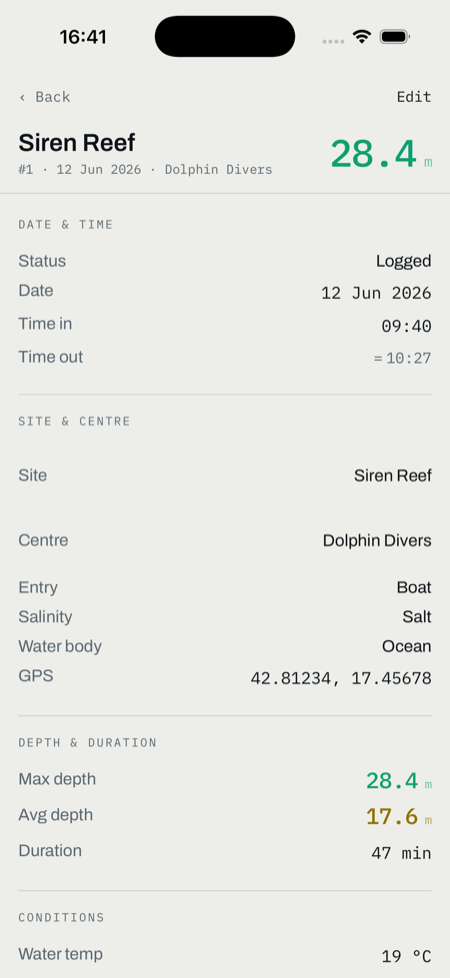 16:41
‹ Back Edit
Siren Reef 28.4 m
#1 · 12 Jun 2026 · Dolphin Divers
DATE & TIME
Status Logged
Date 12 Jun 2026
Time in 09:40
Time out =10:27
SITE & CENTRE
Site Siren Reef
Centre Dolphin Divers
Entry Boat
Salinity Salt
Water body Ocean
GPS 42.81234, 17.45678
DEPTH & DURATION
Max depth 28.4 m
Avg depth 17.6 m
Duration 47 min
CONDITIONS
Water temp 19 °C